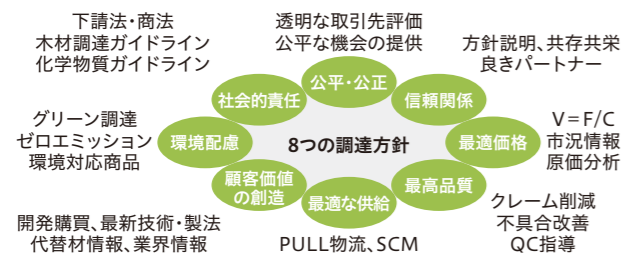 下請法・商法
木材調達ガイドライン
化学物質ガイドライン
透明な取引先評価
公平な機会の提供
方針説明、共存共栄
良きパートナー
社会的責任
公平・公正
信頼関係
グリーン調達
ゼロエミッション
環境対応商品
環境配慮
8つの調達方針
最適価格
V＝F/C
市況情報
原価分析
顧客価値
の創造
最適な供給
最高品質
開発購買、最新技術・製法
代替材情報、業界情報
PULL物流、SCM
クレーム削減
不具合改善
QC指導